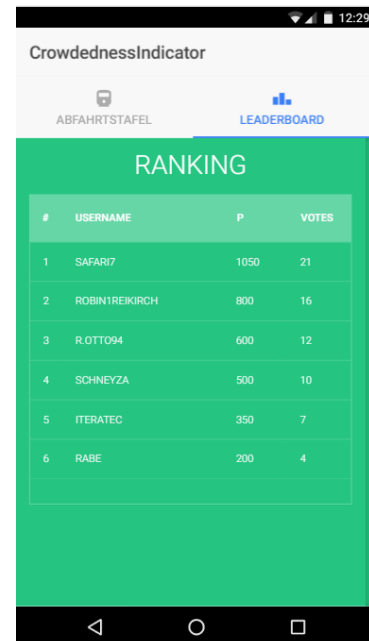 12:29
CrowdednessIndicator
ABFAHRTSTAFEL LEADERBOARD
RANKING
# USERNAME P VOTES
1 SAFARI7 1050 21
2 ROBIN1REIKIRCH 800 16
3 R.OTTO94 600 12
4 SCHNEYZA 500 10
5 ITERATEC 350 7
6 RABE 200 4